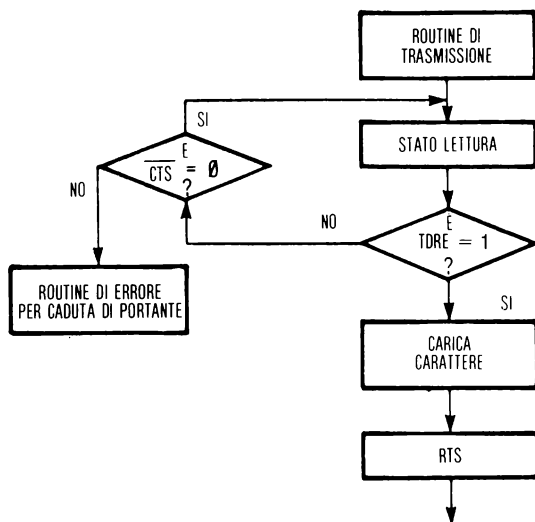 ROUTINE DI
TRASMISSIONE
STATO LETTURA
SI
E
CTS = 0
?
NO
NO
È
TDRE = 1
?
ROUTINE DI ERRORE
PER CADUTA DI PORTANTE
SI
CARICA
CARATTERE
RTS